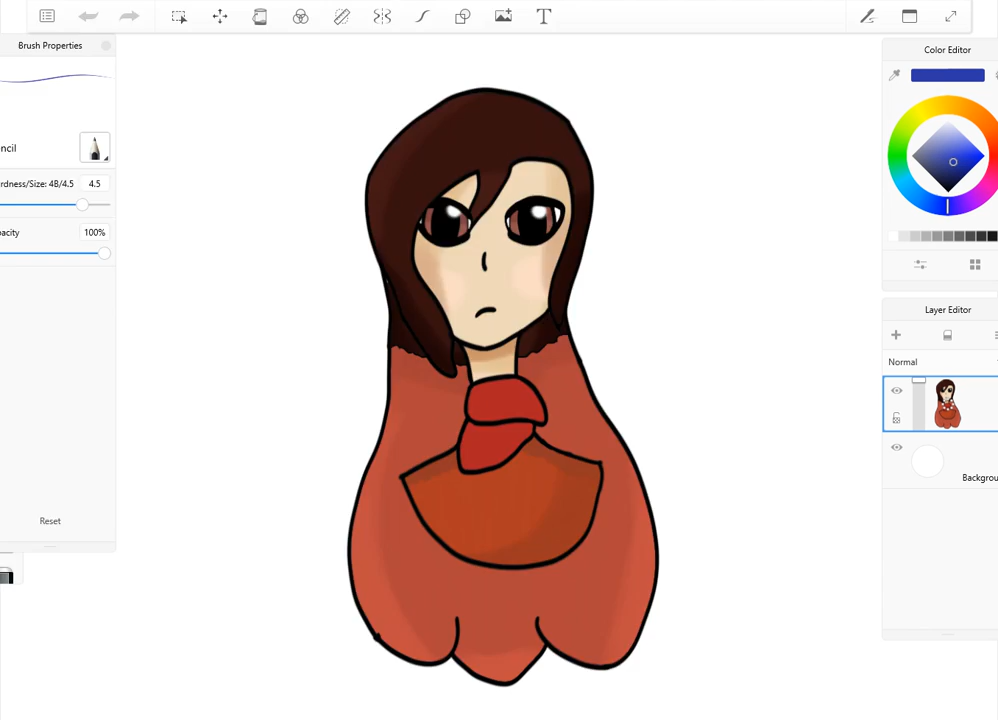 T
Brush Properties
ncil
rdness/Size: 4B/4.5 4.5
pacity 100%
Reset
Color Editor
Layer Editor
Normal
Backgrou